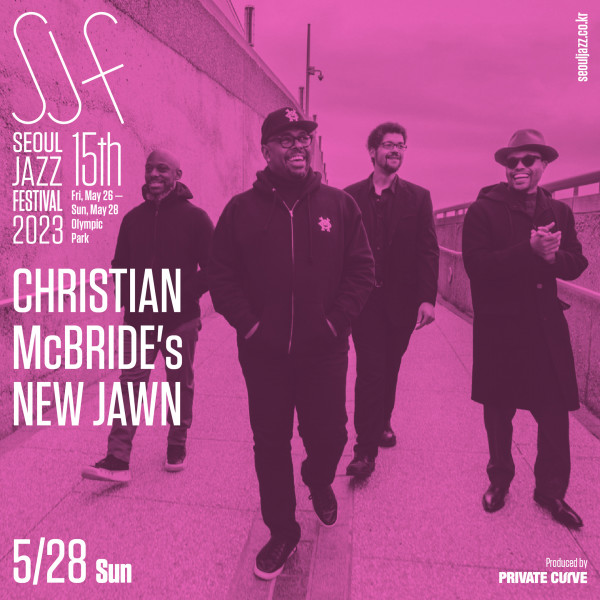 SJF
SEOUL
JAZZ
FESTIVAL
2023
15th
Fri, May 26 —
Sun, May 28
Olympic
Park
seouljazz.co.kr
CHRISTIAN
McBRIDE's
NEW JAWN
5/28 Sun
Produced by
PRIVATE CURVE